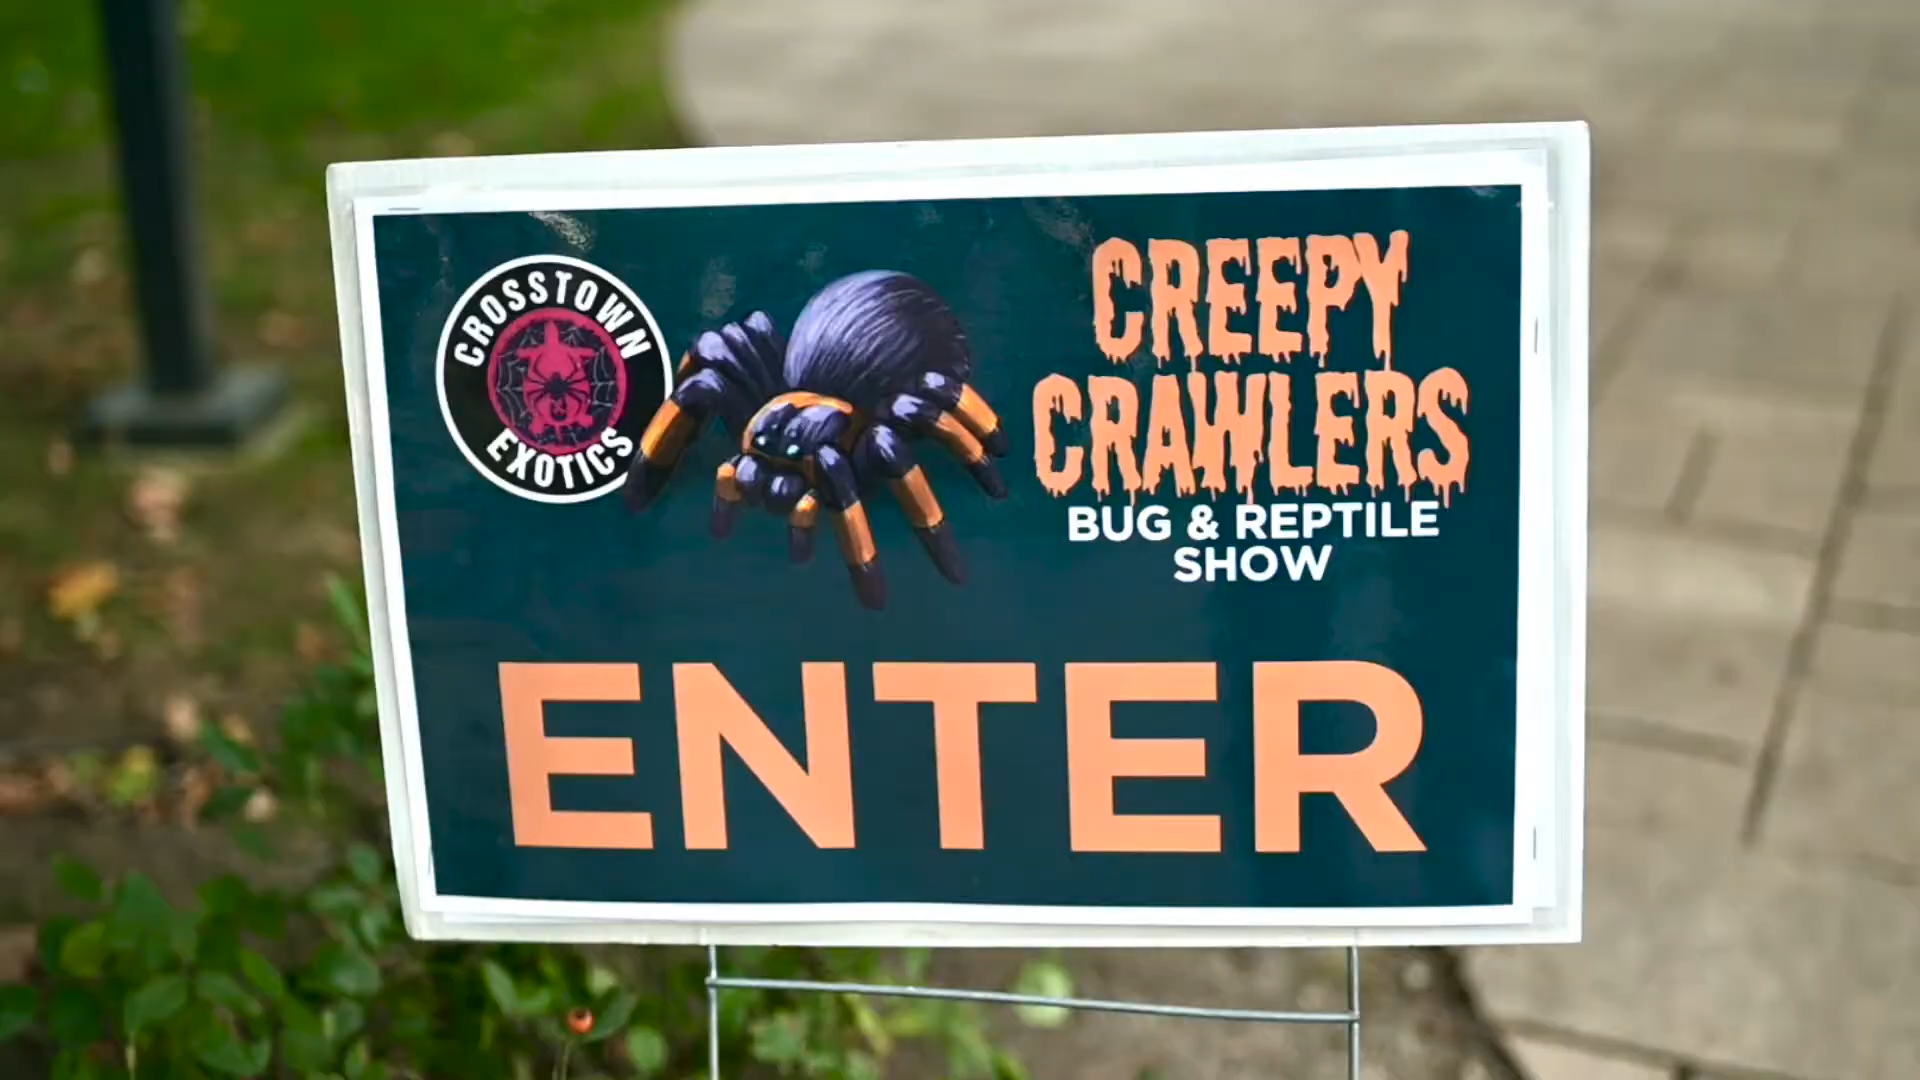 CROSSTOWN
EXOTICS
CREEPY
CRAWLERS
BUG & REPTILE
SHOW
ENTER